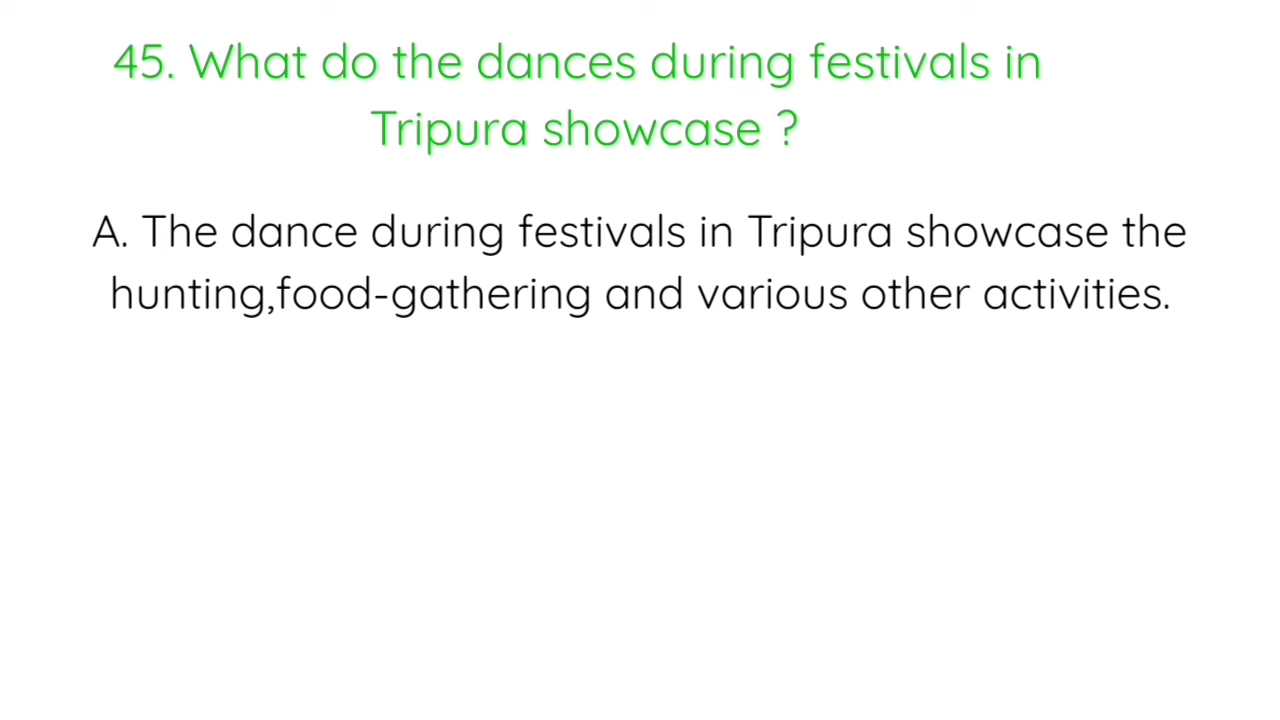 45. What do the dances during festivals in
Tripura showcase ?
A. The dance during festivals in Tripura showcase the
hunting,food-gathering and various other activities.